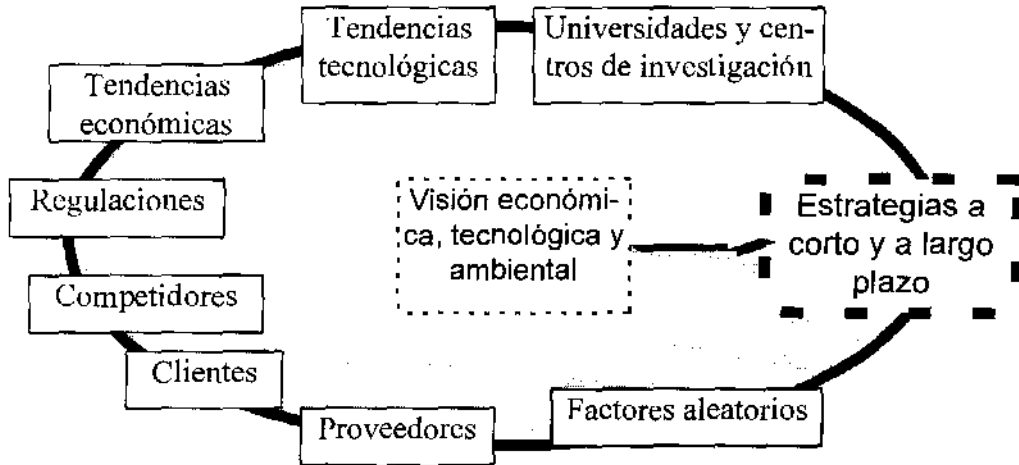 Tendencias
tecnológicas
Universidades y cen-
tros de investigación
Tendencias
económicas
Regulaciones
Visión económi-
ca, tecnológica y
ambiental
Estrategias a
corto y a largo
plazo
Competidores
Clientes
Proveedores
Factores aleatorios